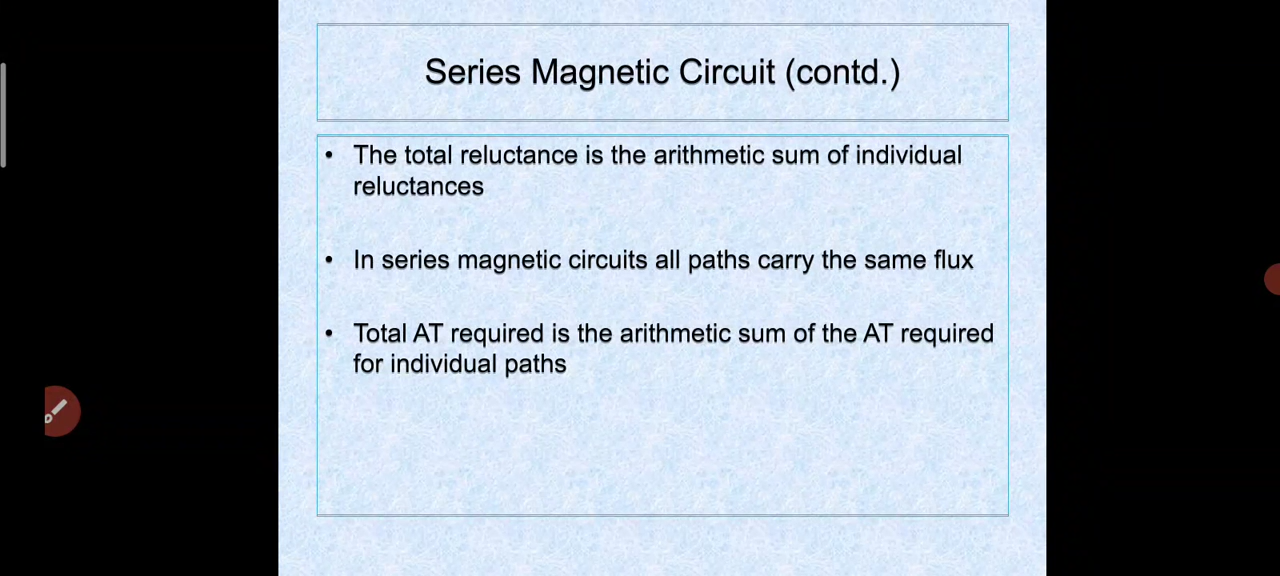 Series Magnetic Circuit (contd.)
• The total reluctance is the arithmetic sum of individual
reluctances
• In series magnetic circuits all paths carry the same flux
• Total AT required is the arithmetic sum of the AT required
for individual paths